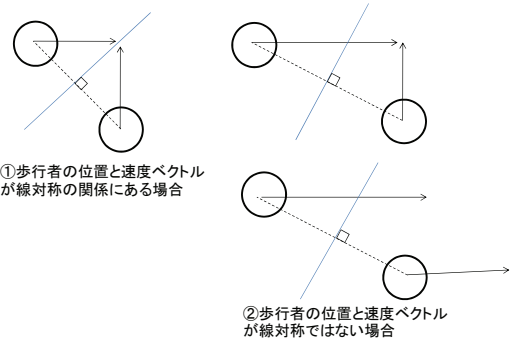 ①歩行者の位置と速度ベクトル
が線対称の関係にある場合
②歩行者の位置と速度ベクトル
が線対称ではない場合